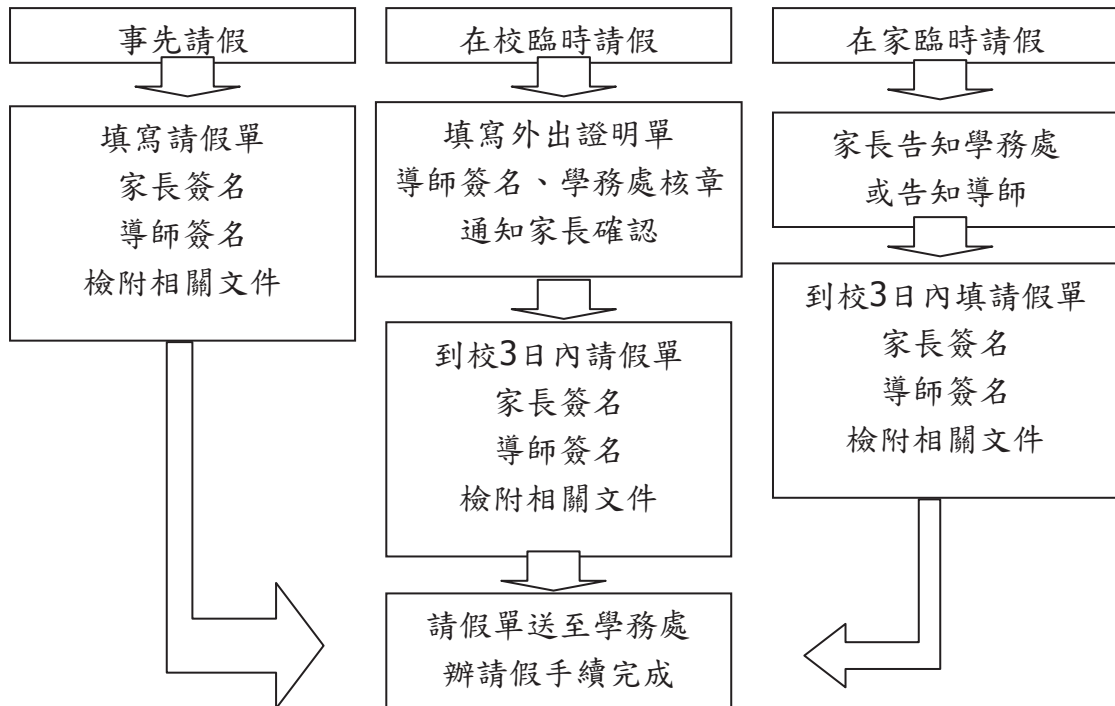 事先請假
填寫請假單
家長簽名
導師簽名
檢附相關文件
在校臨時請假
填寫外出證明單
導師簽名、學務處核章
通知家長確認
到校3日內請假單
家長簽名
導師簽名
檢附相關文件
在家臨時請假
家長告知學務處
或告知導師
到校3日內填請假單
家長簽名
導師簽名
檢附相關文件
請假單送至學務處
辦請假手續完成